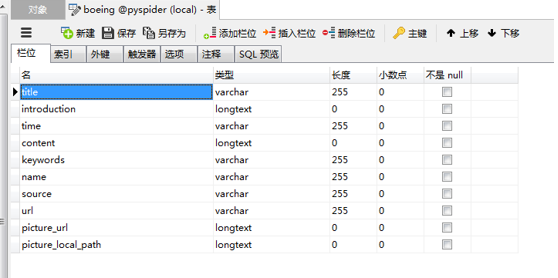 对象 boeing @pyspider (local) - 表
新建 保存 另存为 添加栏位 插入栏位 删除栏位 主键 上移 下移
栏位 索引 外键 触发器 选项 注释 SQL 预览
名 类型 长度 小数点 不是 null
title varchar 255 0
introduction longtext 0 0
time varchar 255 0
content longtext 0 0
keywords varchar 255 0
name varchar 255 0
source varchar 255 0
url varchar 255 0
picture_url longtext 0 0
picture_local_path longtext 0 0